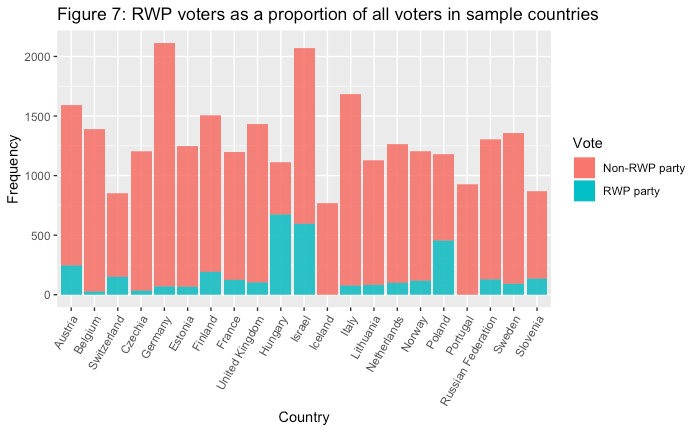 Figure 7: RWP voters as a proportion of all voters in sample countries
2000
1500
1000
500
0
Frequency
Austria
Belgium
Switzerland
Czechia
Germany
Estonia
Finland
France
United Kingdom
Hungary
Israel
Iceland
Italy
Lithuania
Netherlands
Norway
Poland
Portugal
Russian Federation
Sweden
Slovenia
Country
Vote
Non-RWP party
RWP party